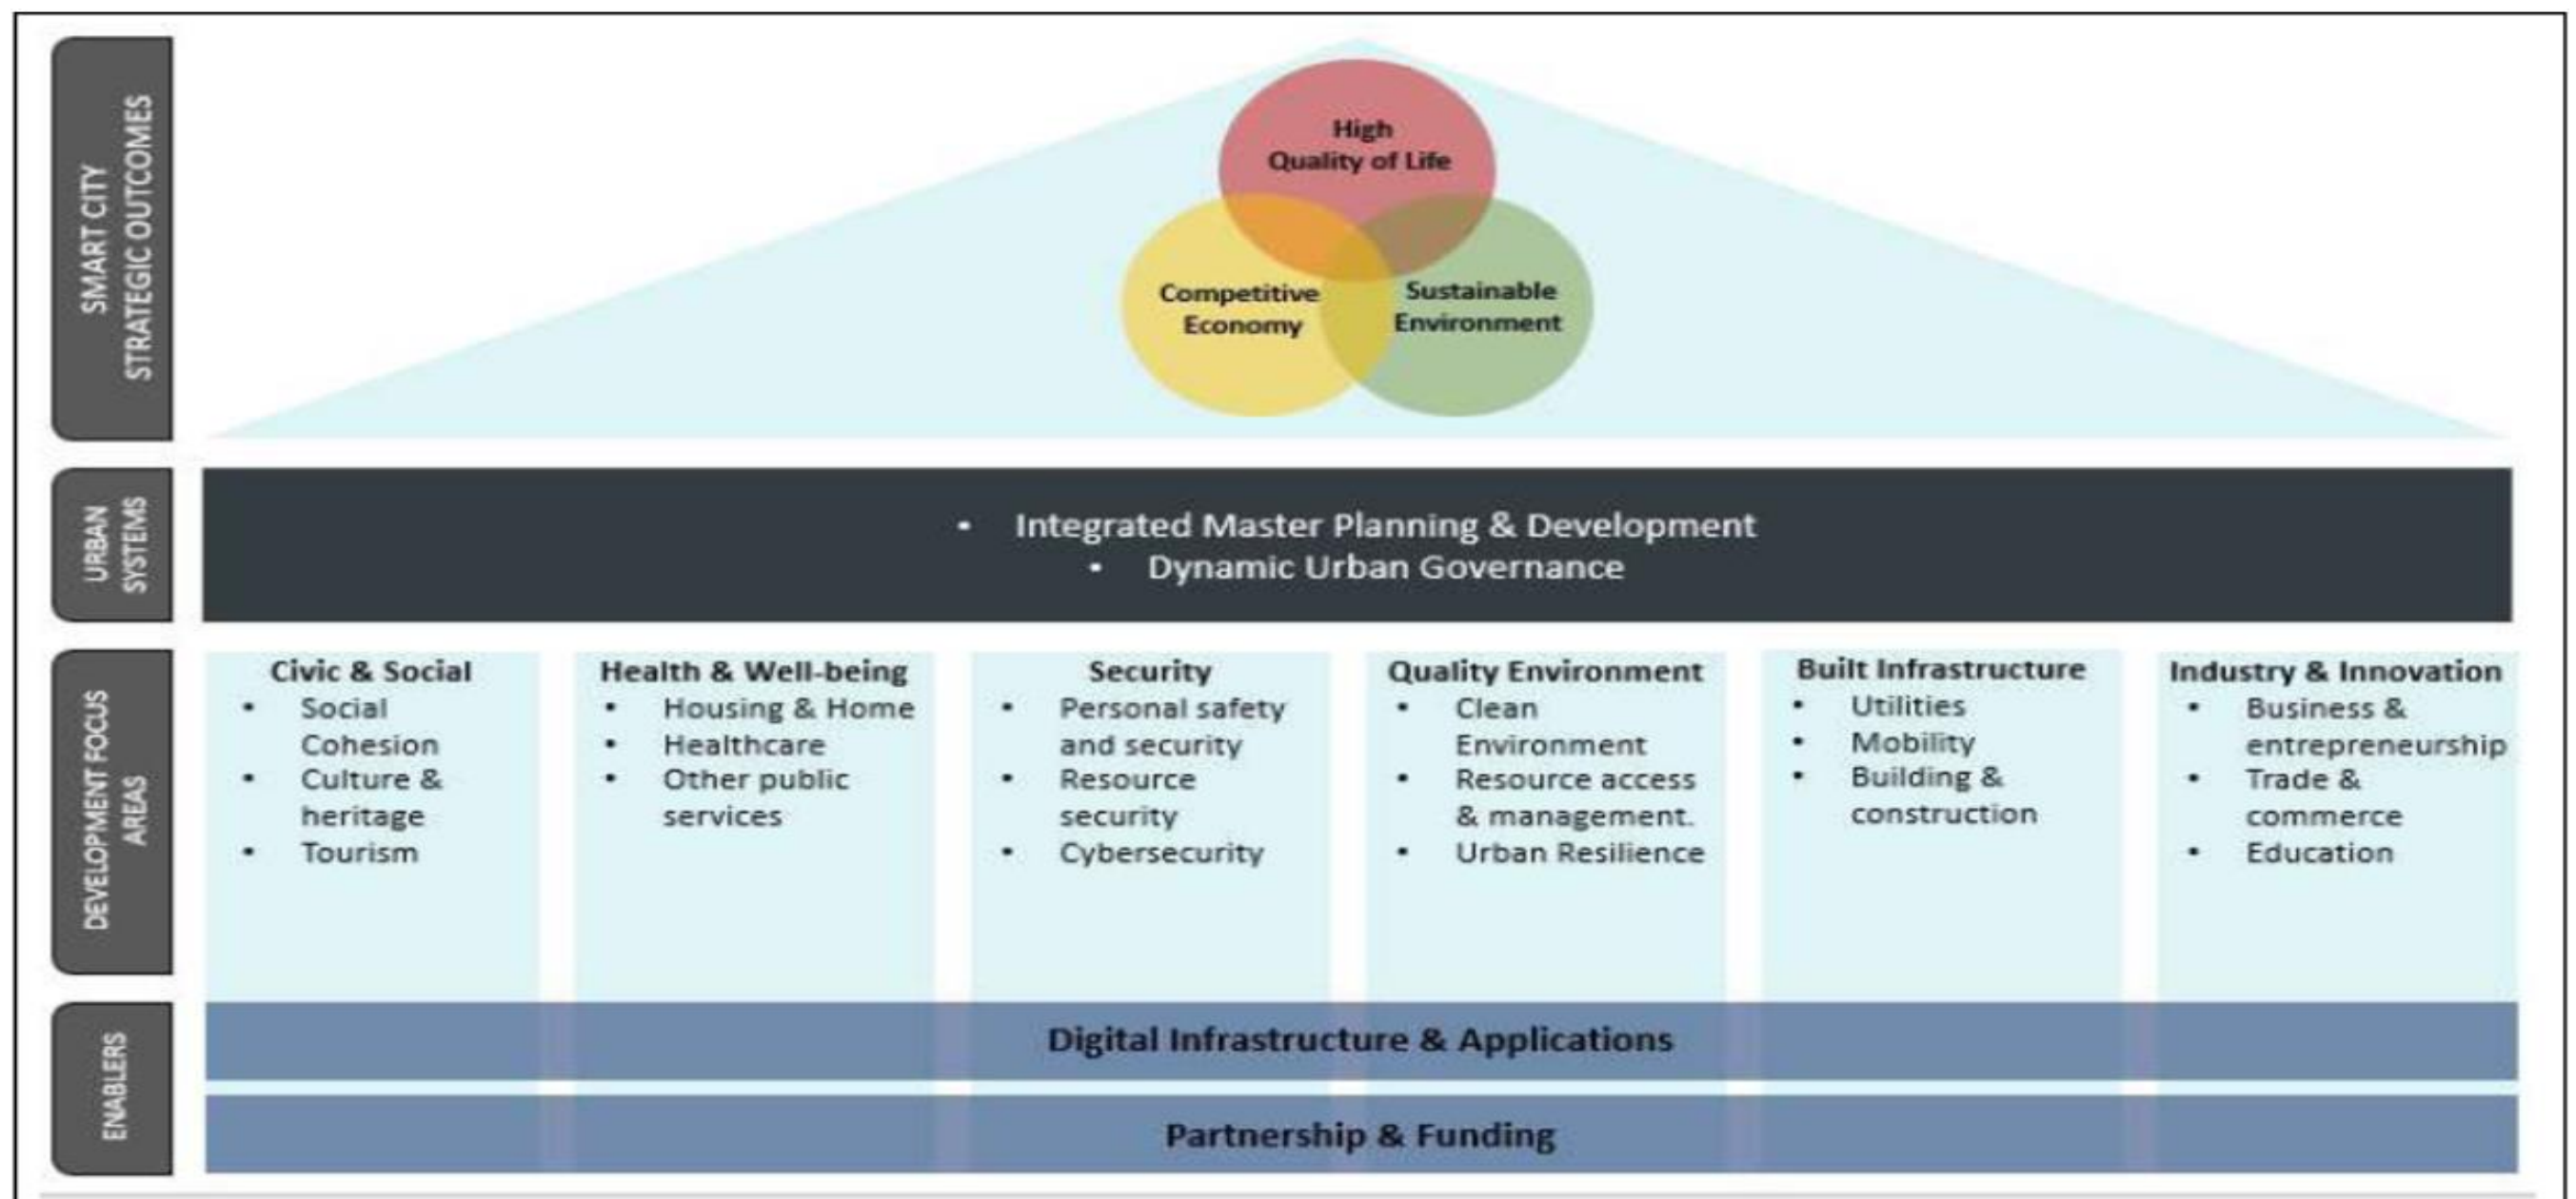 SMART CITY
STRATEGIC OUTCOMES
High
Quality of Life
Competitive
Economy
Sustainable
Environment
URBAN
SYSTEMS
• Integrated Master Planning & Development
• Dynamic Urban Governance
DEVELOPMENT FOCUS
AREAS
Civic & Social
• Social
Cohesion
• Culture &
heritage
• Tourism
Health & Well-being
• Housing & Home
• Healthcare
• Other public
services
Security
• Personal safety
and security
• Resource
security
• Cybersecurity
Quality Environment
• Clean
Environment
• Resource access
& management.
• Urban Resilience
Built Infrastructure
• Utilities
• Mobility
• Building &
construction
Industry & Innovation
• Business &
entrepreneurship
• Trade &
commerce
• Education
ENABLERS
Digital Infrastructure & Applications
Partnership & Funding